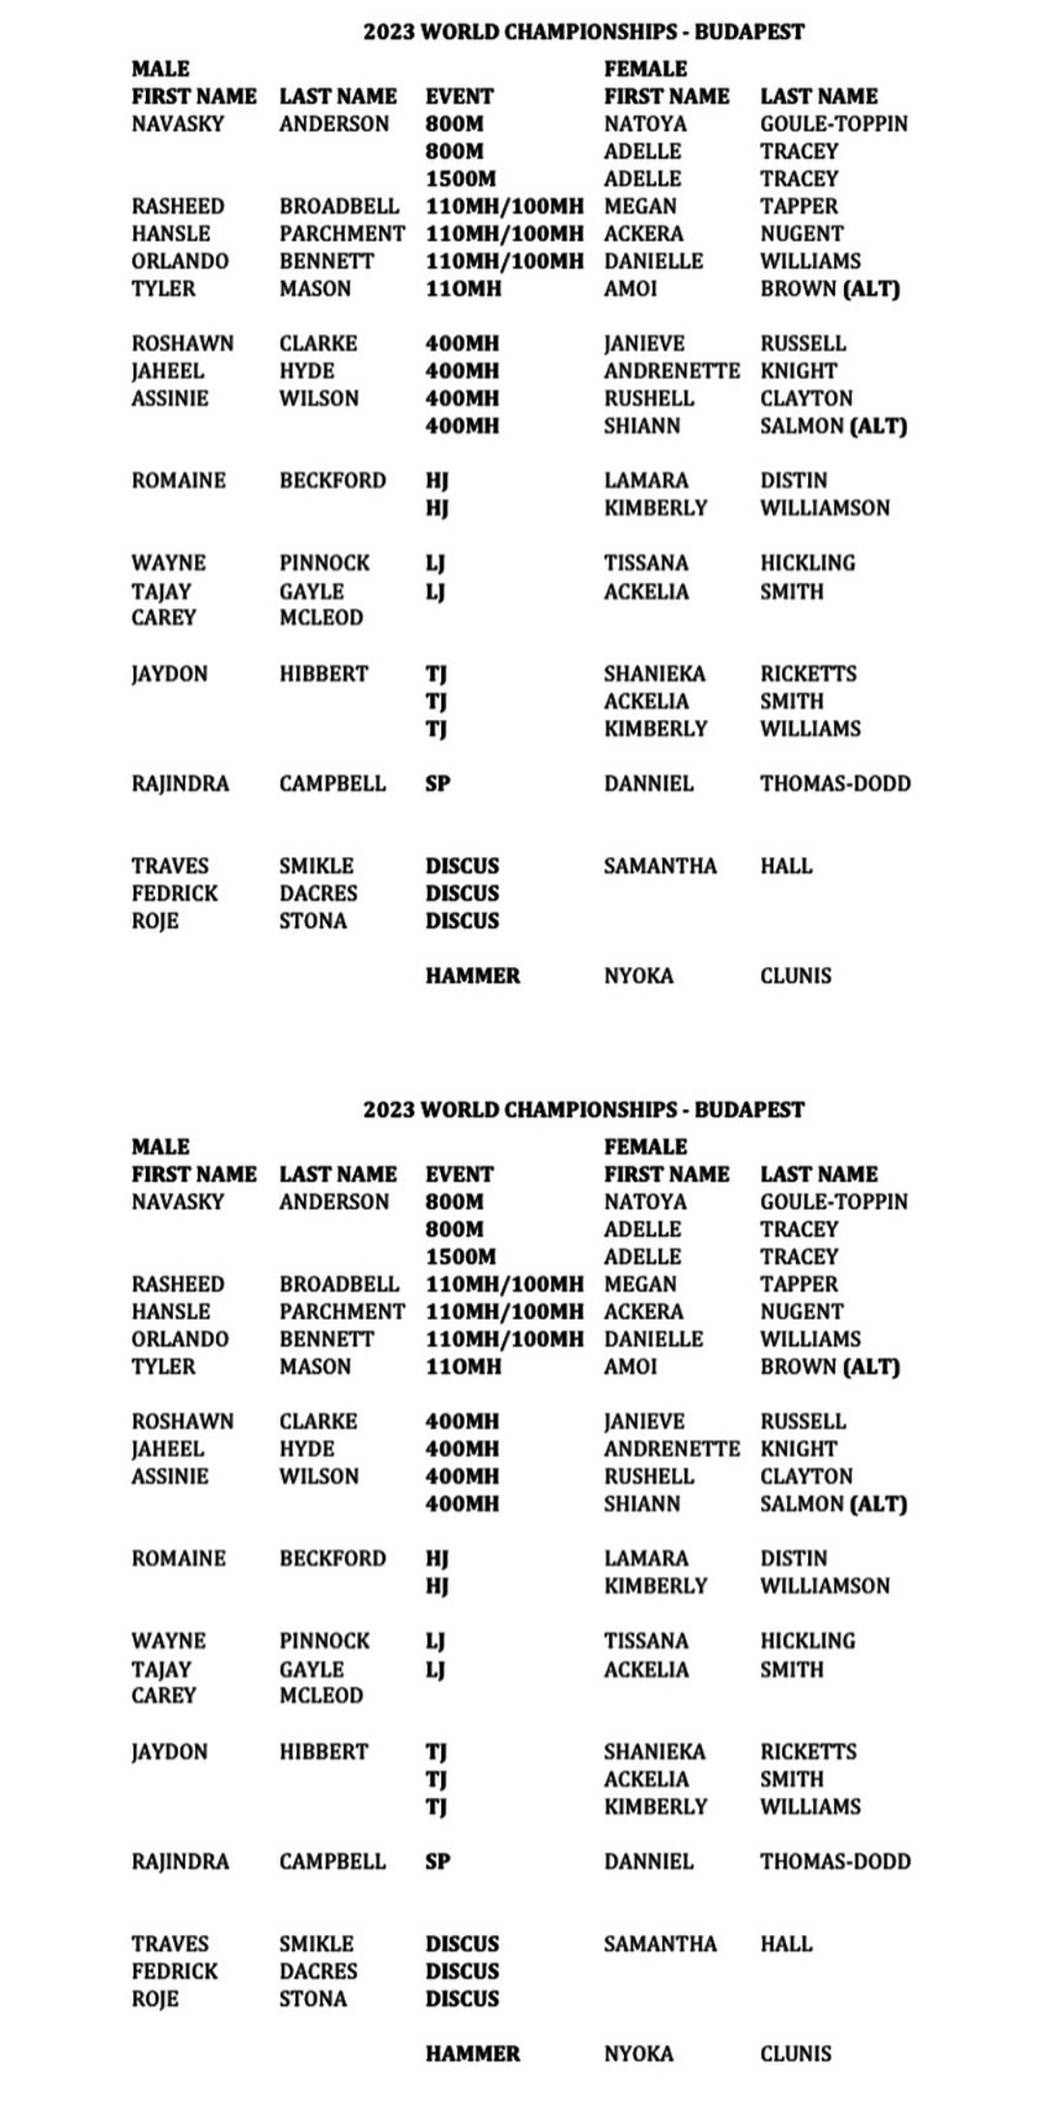 2023 WORLD CHAMPIONSHIPS - BUDAPEST
MALE FEMALE
FIRST NAME LAST NAME EVENT FIRST NAME LAST NAME
NAVASKY ANDERSON 800M NATOYA GOULE-TOPPIN
800M ADELLE TRACEY
1500M ADELLE TRACEY
RASHEED BROADBELL 110MH/100MH MEGAN TAPPER
HANSLE PARCHMENT 110MH/100MH ACKERA NUGENT
ORLANDO BENNETT 110MH/100MH DANIELLE WILLIAMS
TYLER MASON 110MH AMOI BROWN (ALT)
ROSHAWN CLARKE 400MH JANIEVE RUSSELL
JAHEEL HYDE 400MH ANDRENETTE KNIGHT
ASSINIE WILSON 400MH RUSHELL CLAYTON
400MH SHIANN SALMON (ALT)
ROMAINE BECKFORD HJ LAMARA DISTIN
HJ KIMBERLY WILLIAMSON
WAYNE PINNOCK LJ TISSANA HICKLING
TAJAY GAYLE LJ ACKELIA SMITH
CAREY MCLEOD
JAYDON HIBBERT TJ SHANIEKA RICKETTS
TJ ACKELIA SMITH
TJ KIMBERLY WILLIAMS
RAJINDRA CAMPBELL SP DANNIEL THOMAS-DODD
TRAVES SMIKLE DISCUS SAMANTHA HALL
FEDRICK DACRES DISCUS
ROJE STONA DISCUS
HAMMER NYOKA CLUNIS
2023 WORLD CHAMPIONSHIPS - BUDAPEST
MALE FEMALE
FIRST NAME LAST NAME EVENT FIRST NAME LAST NAME
NAVASKY ANDERSON 800M NATOYA GOULE-TOPPIN
800M ADELLE TRACEY
1500M ADELLE TRACEY
RASHEED BROADBELL 110MH/100MH MEGAN TAPPER
HANSLE PARCHMENT 110MH/100MH ACKERA NUGENT
ORLANDO BENNETT 110MH/100MH DANIELLE WILLIAMS
TYLER MASON 110MH AMOI BROWN (ALT)
ROSHAWN CLARKE 400MH JANIEVE RUSSELL
JAHEEL HYDE 400MH ANDRENETTE KNIGHT
ASSINIE WILSON 400MH RUSHELL CLAYTON
400MH SHIANN SALMON (ALT)
ROMAINE BECKFORD HJ LAMARA DISTIN
HJ KIMBERLY WILLIAMSON
WAYNE PINNOCK LJ TISSANA HICKLING
TAJAY GAYLE LJ ACKELIA SMITH
CAREY MCLEOD
JAYDON HIBBERT TJ SHANIEKA RICKETTS
TJ ACKELIA SMITH
TJ KIMBERLY WILLIAMS
RAJINDRA CAMPBELL SP DANNIEL THOMAS-DODD
TRAVES SMIKLE DISCUS SAMANTHA HALL
FEDRICK DACRES DISCUS
ROJE STONA DISCUS
HAMMER NYOKA CLUNIS